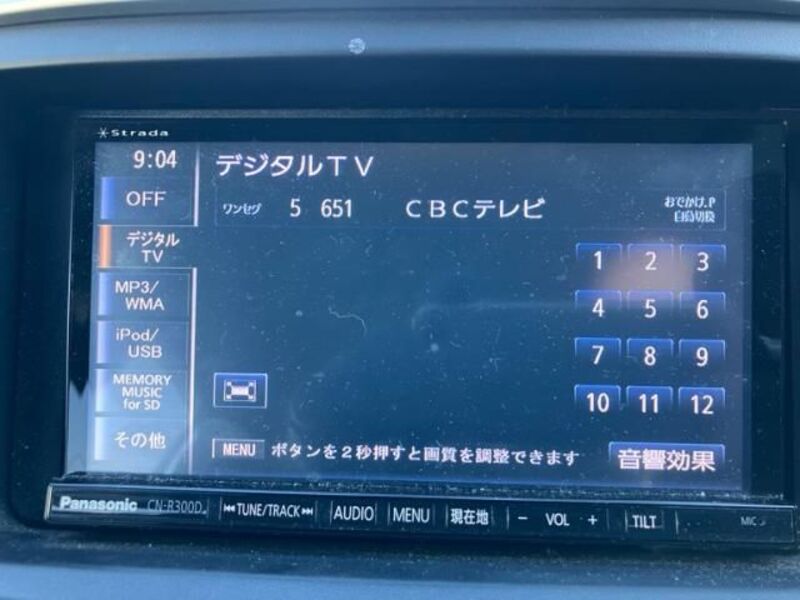 Strada
9:04
デジタルTV
OFF
ワンセグ 5 651 CBCテレビ
おでかけ.P
自局切換
デジタル
TV
MP3/
WMA
iPod/
USB
MEMORY
MUSIC
for SD
その他
1 2 3
4 5 6
7 8 9
10 11 12
MENU ボタンを2秒押すと画質を調整できます
音響効果
Panasonic CN-R300D TUNE/TRACK AUDIO MENU 現在地 － VOL ＋ TILT MIC